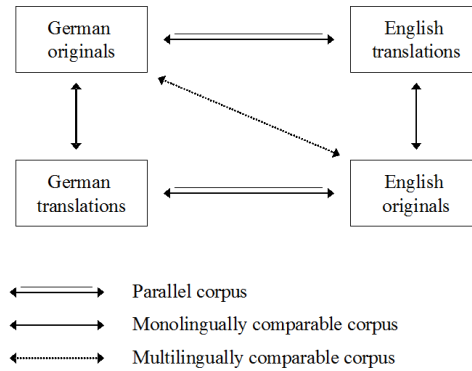 German
originals
English
translations
German
translations
English
originals
Parallel corpus
Monolingually comparable corpus
Multilingually comparable corpus